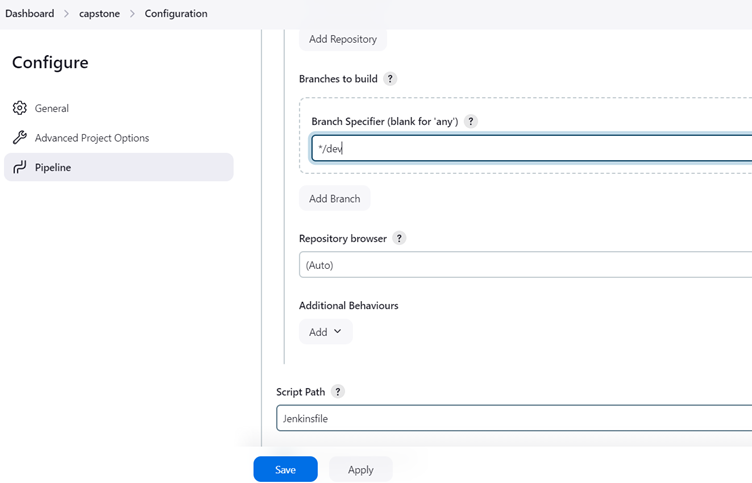 Dashboard > capstone > Configuration
Configure
General
Advanced Project Options
Pipeline
Add Repository
Branches to build ?
Branch Specifier (blank for 'any') ?
*/dev
Add Branch
Repository browser ?
(Auto)
Additional Behaviours
Add
Script Path ?
Jenkinsfile
Save Apply